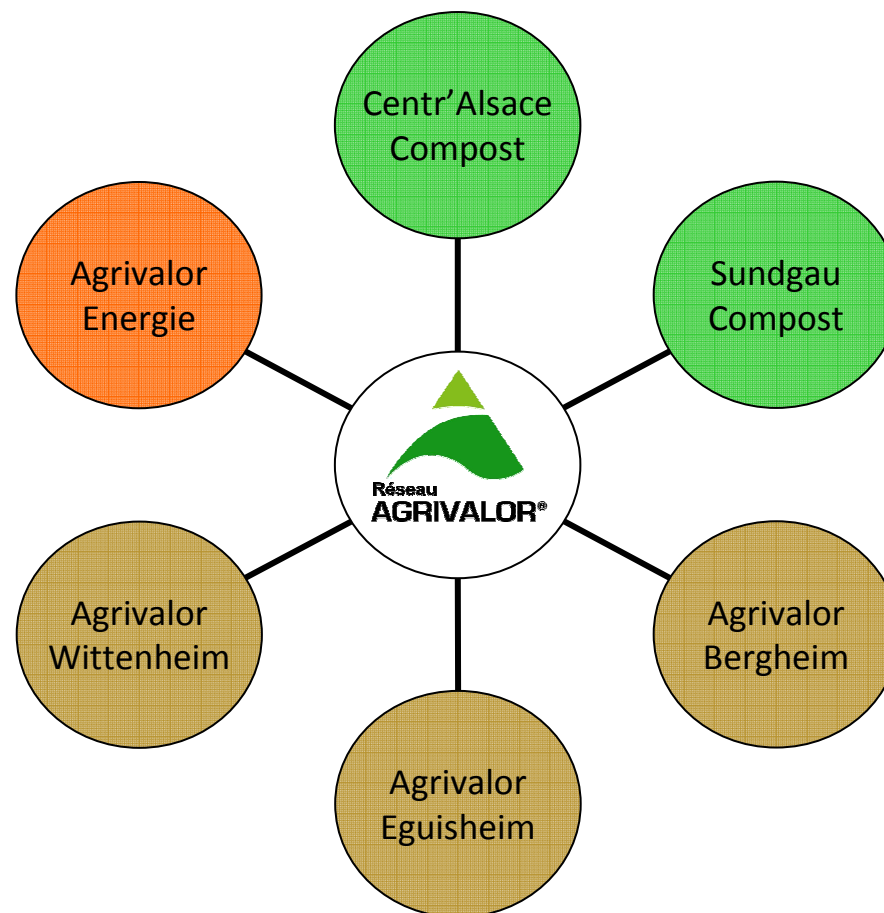 Centr’Alsace
Compost
Agrivalor
Energie
Sundgau
Compost
Réseau
AGRIVALOR®
Agrivalor
Wittenheim
Agrivalor
Bergheim
Agrivalor
Eguisheim